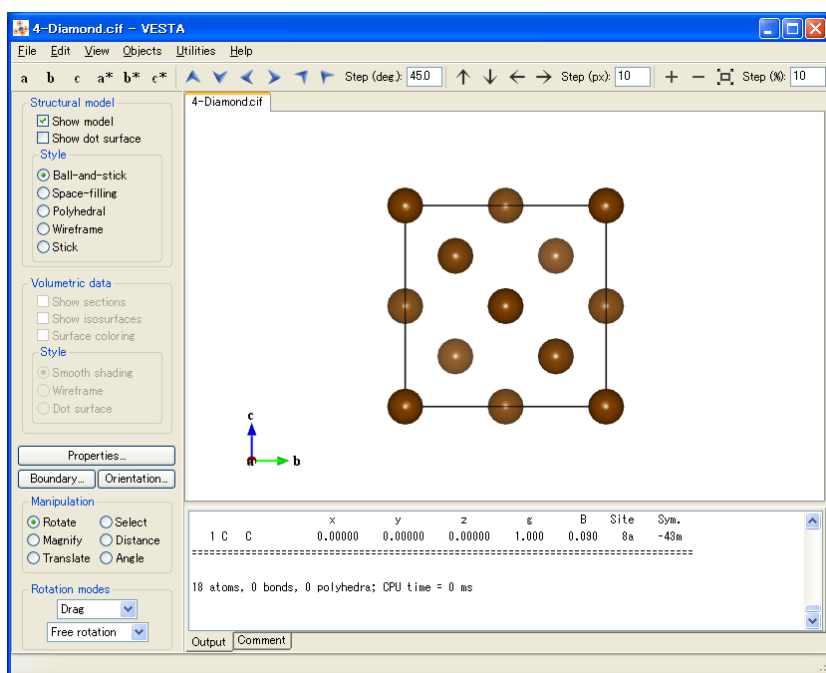 4-Diamond.cif - VESTA
File Edit View Objects Utilities Help
a b c a* b* c* Step (deg.): 45.0 Step (px): 10 Step (%): 10
Structural model
Show model
Show dot surface
Style
Ball-and-stick
Space-filling
Polyhedral
Wireframe
Stick
Volumetric data
Show sections
Show isosurfaces
Surface coloring
Style
Smooth shading
Wireframe
Dot surface
Properties...
Boundary... Orientation...
Manipulation
Rotate Select
Magnify Distance
Translate Angle
Rotation modes
Drag
Free rotation
4-Diamond.cif
c
a b
x y z g B Site Sym.
1 C C 0.00000 0.00000 0.00000 1.000 0.090 8a -43m
==============================================================================
18 atoms, 0 bonds, 0 polyhedra; CPU time = 0 ms
Output Comment